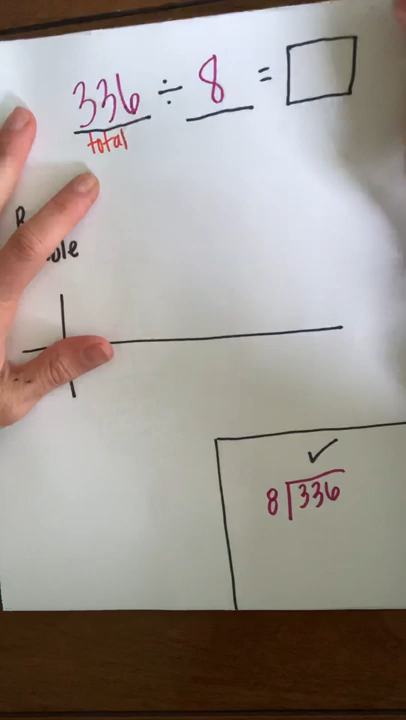 336 ÷ 8 = □
total
8⟌336